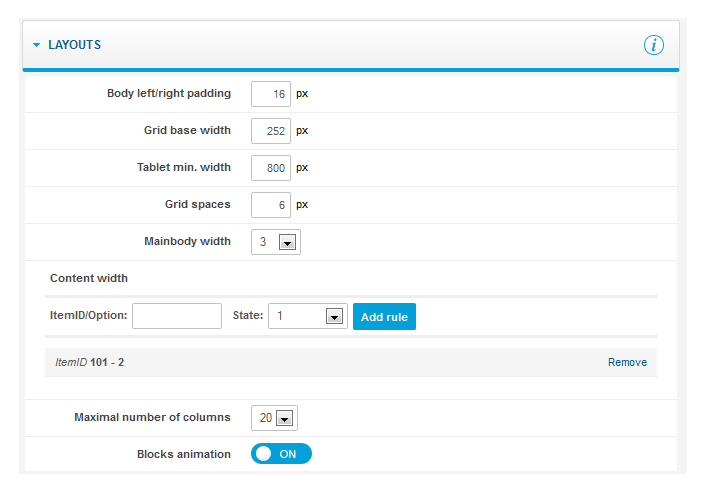 LAYOUTS i
Body left/right padding 16 px
Grid base width 252 px
Tablet min. width 800 px
Grid spaces 6 px
Mainbody width 3
Content width
ItemID/Option: State: 1 Add rule
ItemID 101 - 2 Remove
Maximal number of columns 20
Blocks animation ON